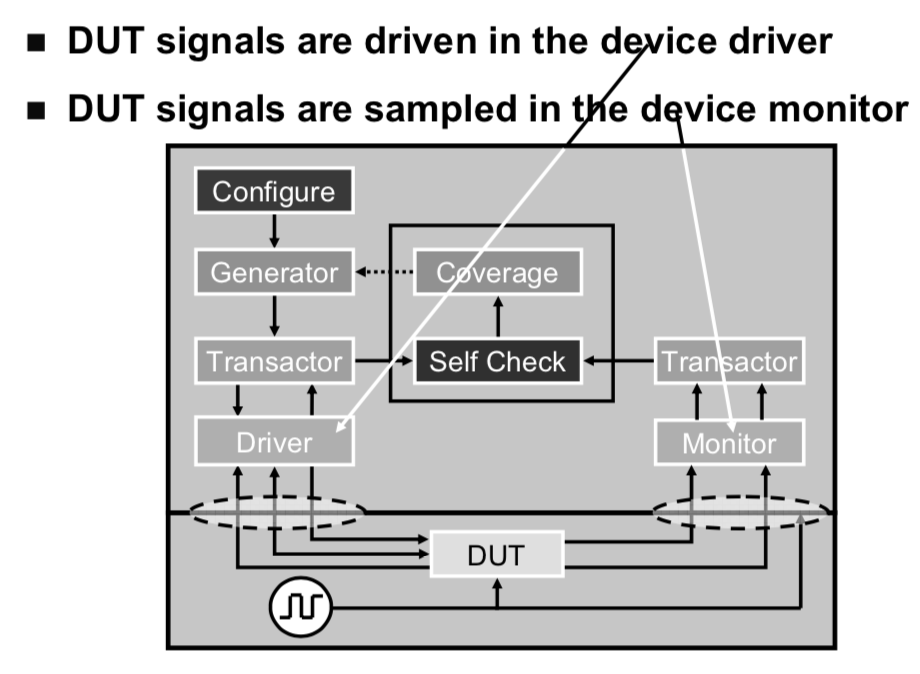 ■ DUT signals are driven in the device driver
■ DUT signals are sampled in the device monitor
Configure
Generator
Coverage
Transactor
Self Check
Transactor
Driver
Monitor
DUT